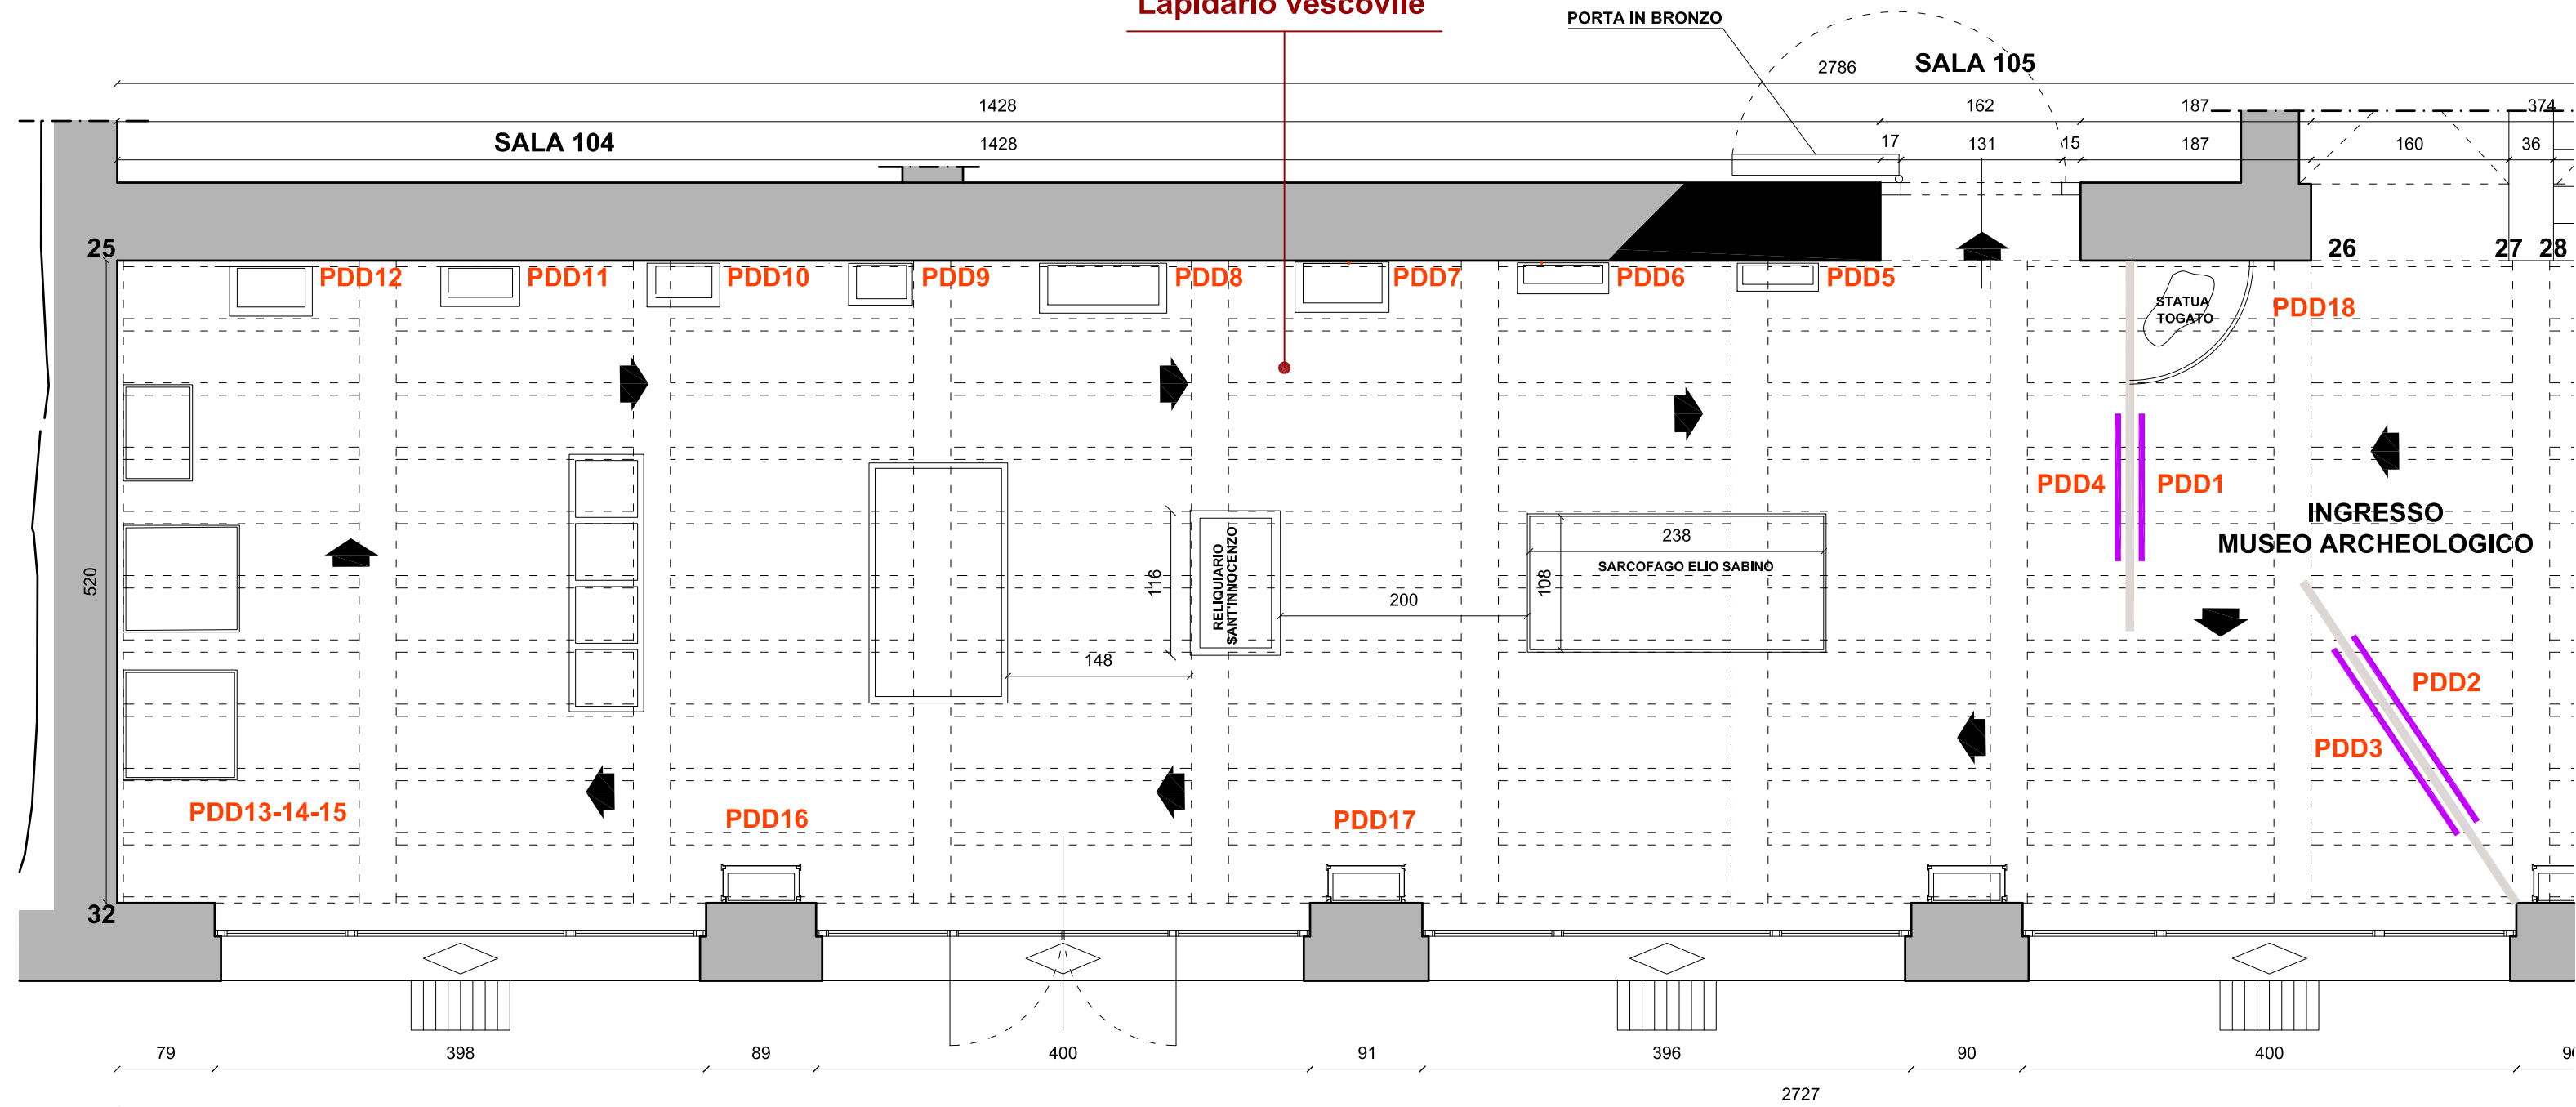 Lapidario Vescovile
PORTA IN BRONZO
2786
SALA 105
1428
162
187
374
SALA 104
1428
17
131
15
187
160
36
25
26
27
28
PDD12
PDD11
PDD10
PDD9
PDD8
PDD7
PDD6
PDD5
STATUA
TOGATO
PDD18
PDD4
PDD1
INGRESSO
MUSEO ARCHEOLOGICO
238
SARCOFAGO ELIO SABINO
108
520
116
RELIQUIARIO
SANT'INNOCENZO
200
148
PDD2
PDD3
PDD13-14-15
PDD16
PDD17
32
79
398
89
400
91
396
90
400
2727